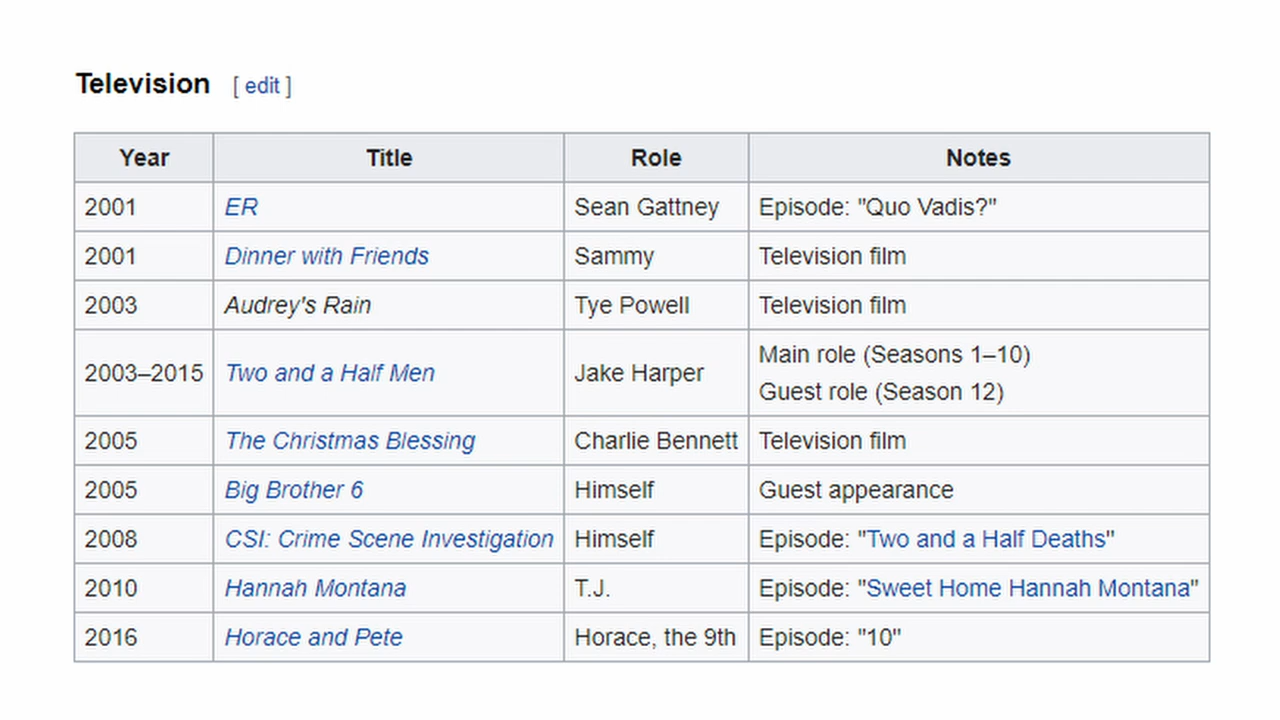 Television [ edit ]
Year Title Role Notes
2001 ER Sean Gattney Episode: "Quo Vadis?"
2001 Dinner with Friends Sammy Television film
2003 Audrey's Rain Tye Powell Television film
2003–2015 Two and a Half Men Jake Harper Main role (Seasons 1–10)
Guest role (Season 12)
2005 The Christmas Blessing Charlie Bennett Television film
2005 Big Brother 6 Himself Guest appearance
2008 CSI: Crime Scene Investigation Himself Episode: "Two and a Half Deaths"
2010 Hannah Montana T.J. Episode: "Sweet Home Hannah Montana"
2016 Horace and Pete Horace, the 9th Episode: "10"